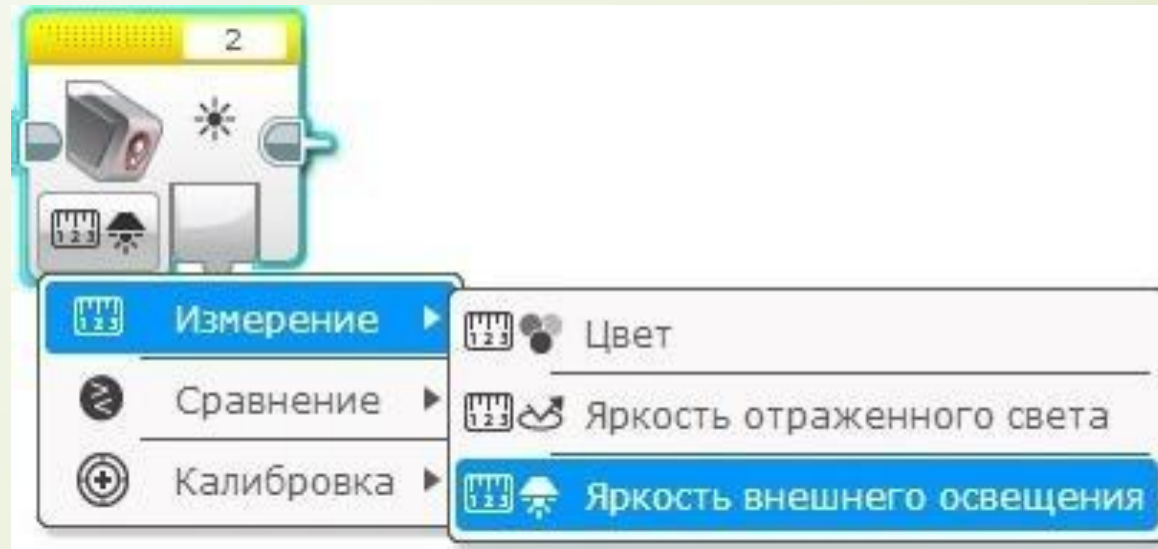 2
Измерение
Сравнение
Калибровка
Цвет
Яркость отраженного света
Яркость внешнего освещения